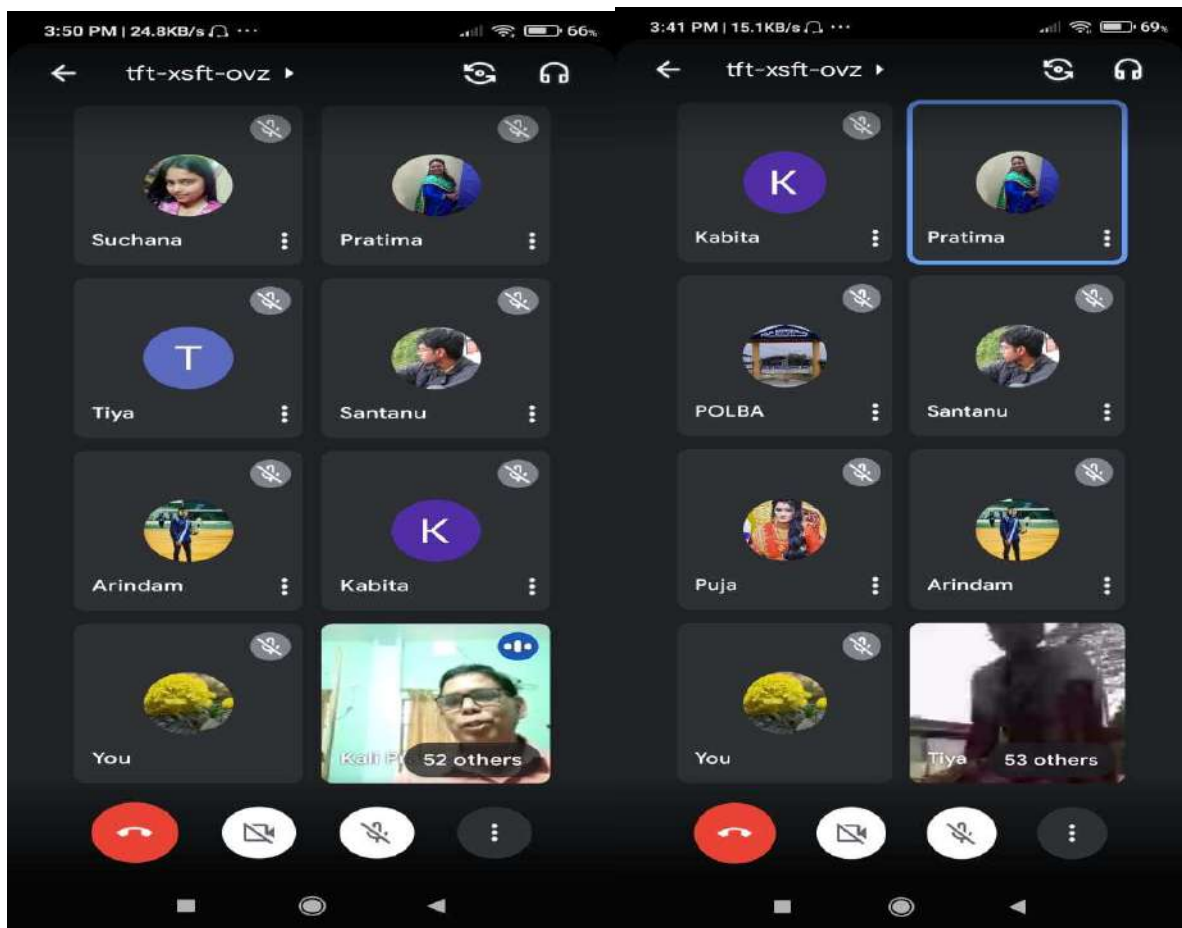 3:50 PM | 24.8KB/s ... 66%
tft-xsft-ovz
Suchana
Pratima
T
Tiya
Santanu
Arindam
K
Kabita
You
Kali
52 others
3:41 PM | 15.1KB/s ... 69%
tft-xsft-ovz
K
Kabita
Pratima
POLBA
Santanu
Puja
Arindam
You
Tiya
53 others